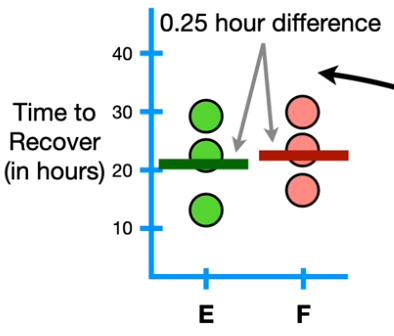 0.25 hour difference
40
30
20
10
Time to
Recover
(in hours)
E
F